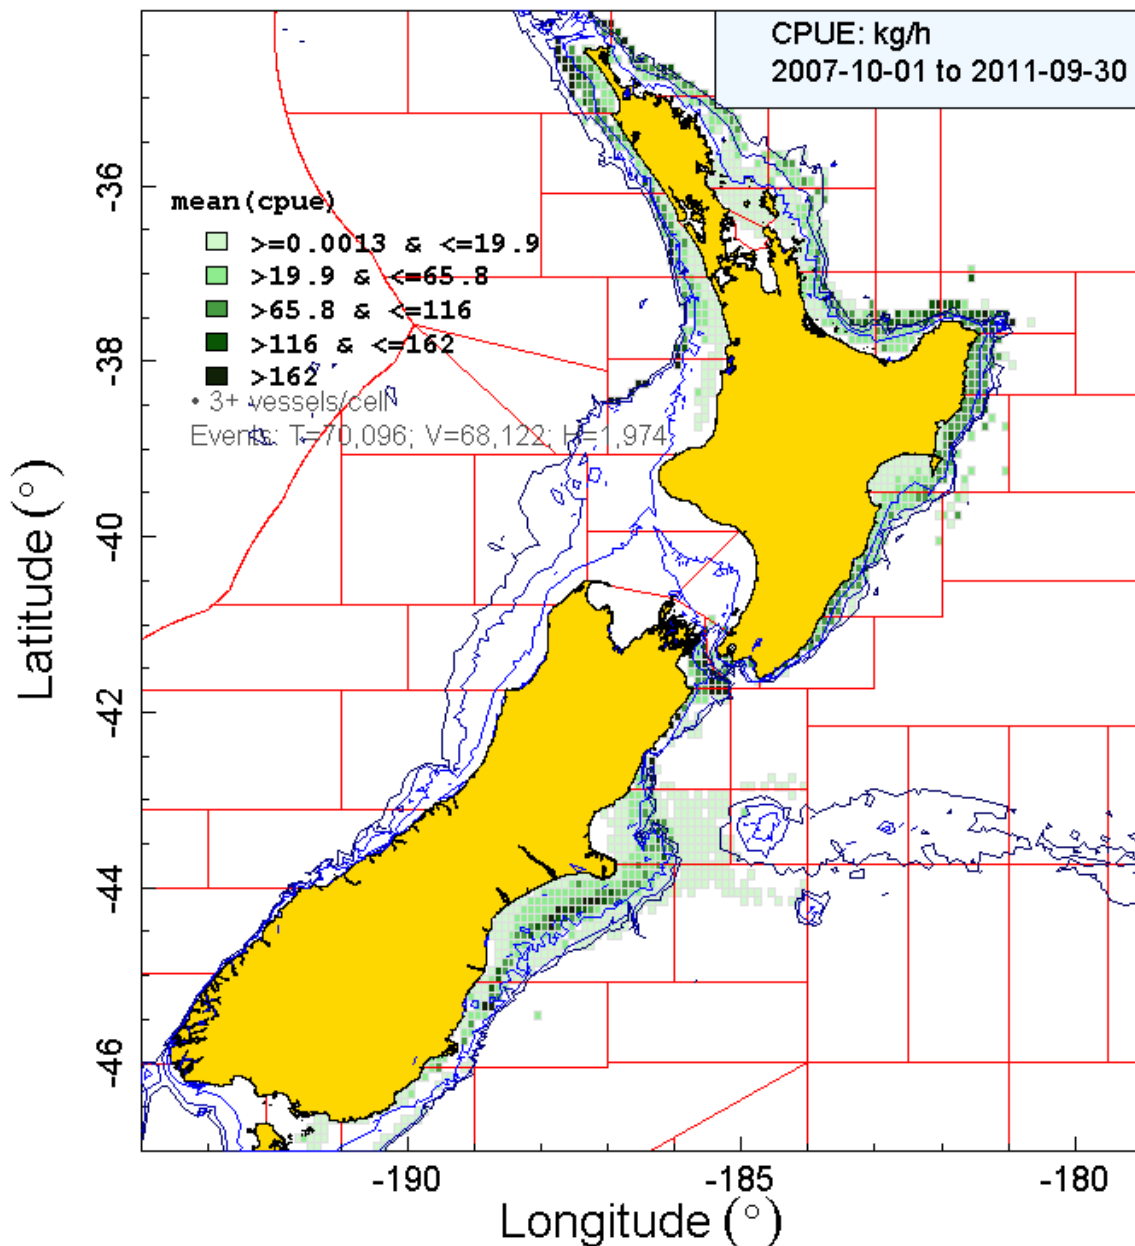 CPUE: kg/h
2007-10-01 to 2011-09-30
mean(cpue)
>=0.0013 & <=19.9
>19.9 & <=65.8
>65.8 & <=116
>116 & <=162
>162
• 3+ vessels/cell
Events: T=70,096; V=68,122; H=1,974
Latitude (°)
-36
-38
-40
-42
-44
-46
-190
-185
-180
Longitude (°)